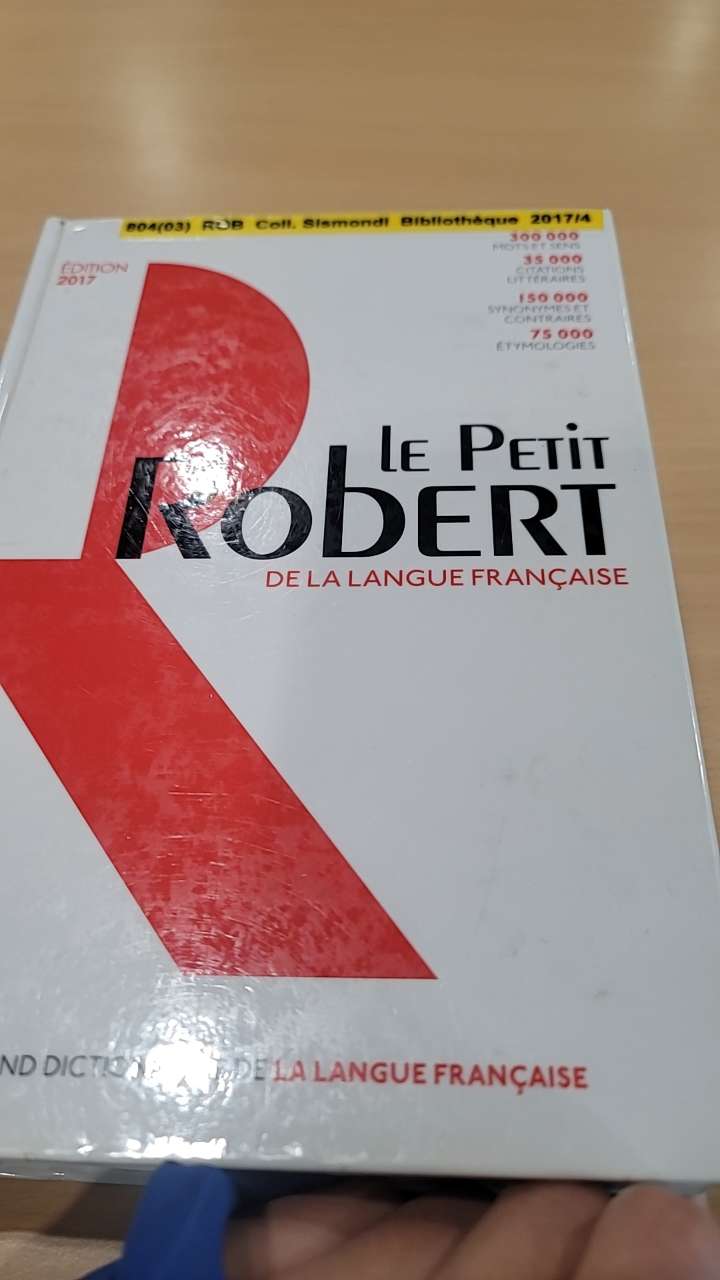 804(03) ROB Coll. Sismondi Bibliothèque 2017/4
300 000
MOTS ET SENS
35 000
CITATIONS
LITTÉRAIRES
150 000
SYNONYMES ET
CONTRAIRES
75 000
ÉTYMOLOGIES
ÉDITION
2017
LE PETIT
ROBERT
DE LA LANGUE FRANÇAISE
DE LA LANGUE FRANÇAISE